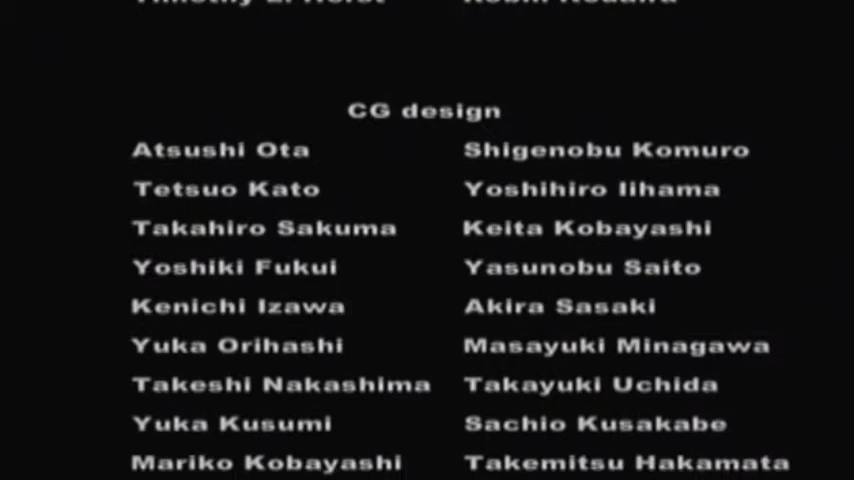 CG design
Atsushi Ota Shigenobu Komuro
Tetsuo Kato Yoshihiro Iihama
Takahiro Sakuma Keita Kobayashi
Yoshiki Fukui Yasunobu Saito
Kenichi Izawa Akira Sasaki
Yuka Orihashi Masayuki Minagawa
Takeshi Nakashima Takayuki Uchida
Yuka Kusumi Sachio Kusakabe
Mariko Kobayashi Takemitsu Hakamata